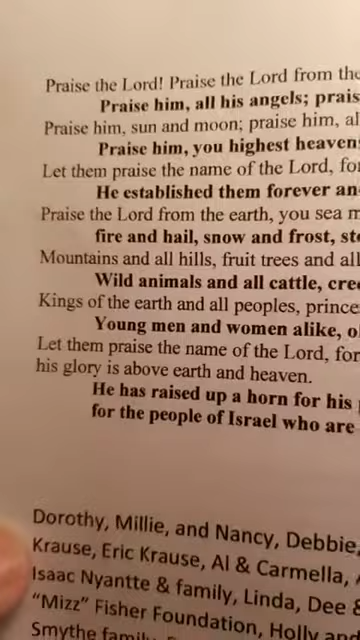 Praise the Lord! Praise the Lord from the
Praise him, all his angels; prais
Praise him, sun and moon; praise him, al
Praise him, you highest heaven
Let them praise the name of the Lord, for
He established them forever an
Praise the Lord from the earth, you sea m
fire and hail, snow and frost, st
Mountains and all hills, fruit trees and all
Wild animals and all cattle, cre
Kings of the earth and all peoples, prince
Young men and women alike, o
Let them praise the name of the Lord, for
his glory is above earth and heaven.
He has raised up a horn for his
for the people of Israel who are
Dorothy, Millie, and Nancy, Debbie,
Krause, Eric Krause, Al & Carmella,
Isaac Nyantte & family, Linda, Dee &
"Mizz" Fisher Foundation, Holly an
Smythe family,